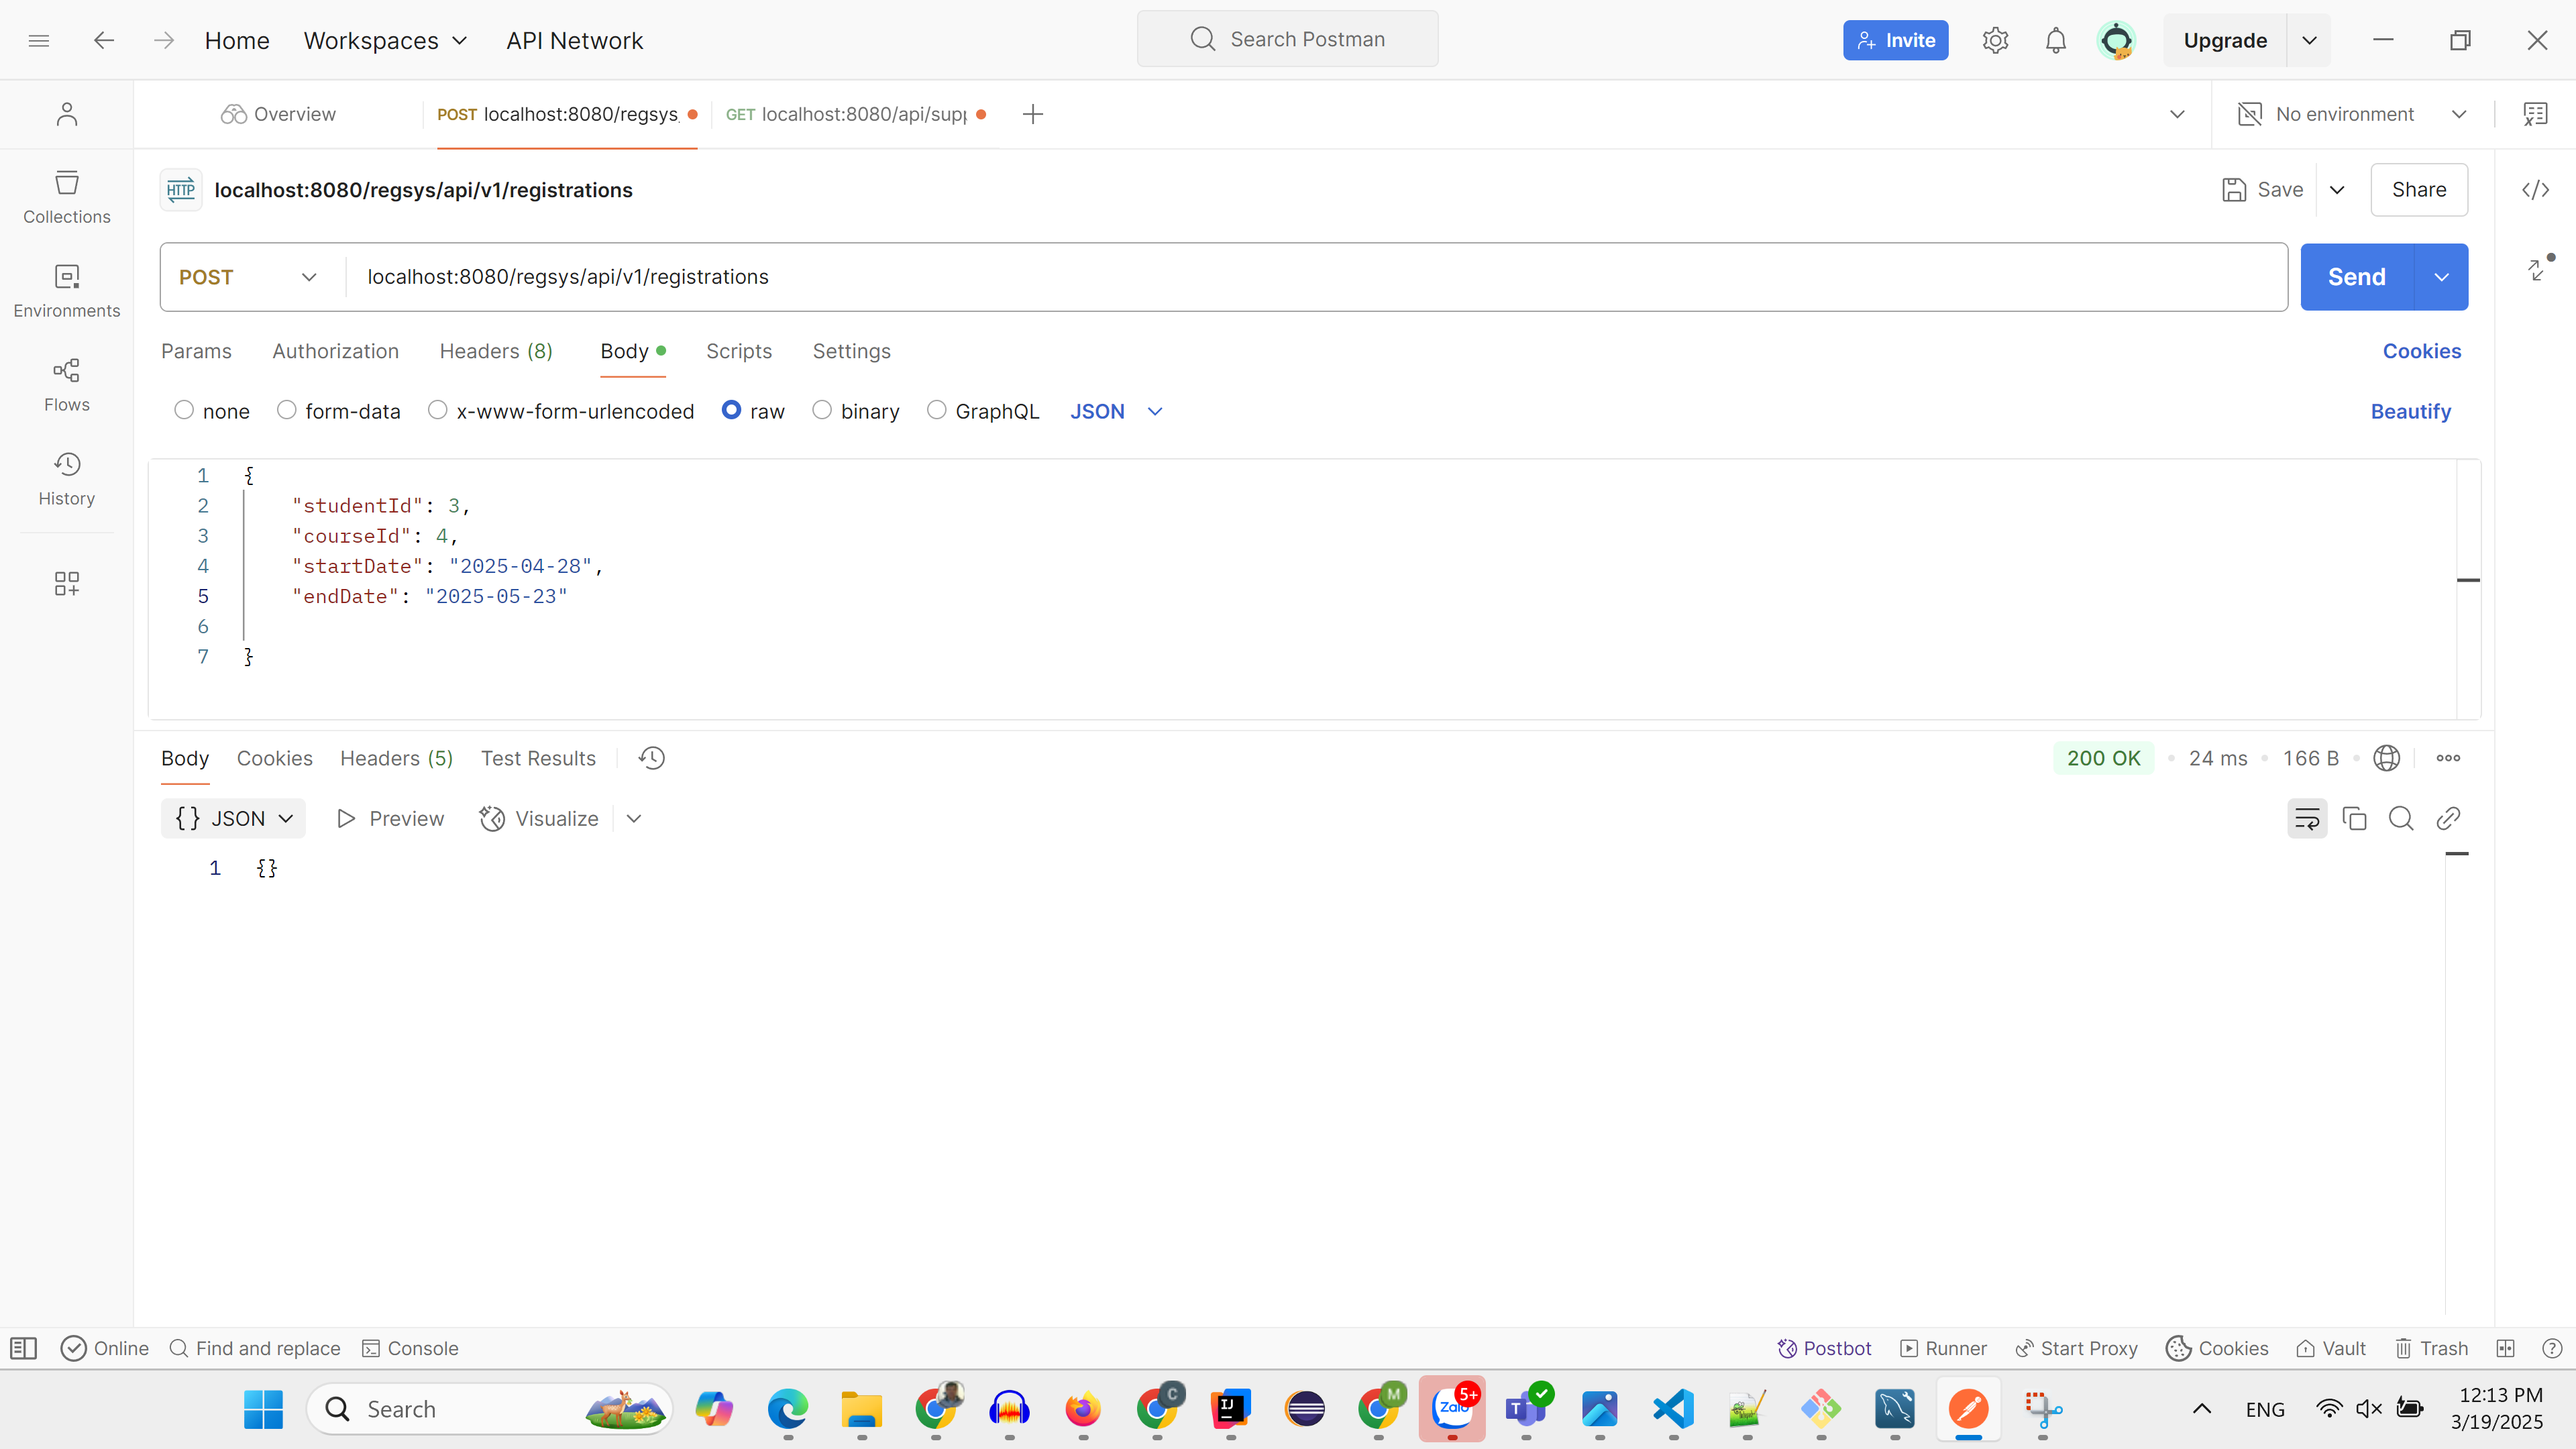 Home Workspaces API Network Search Postman Invite Upgrade
Overview POST localhost:8080/regsys GET localhost:8080/api/sup No environment
HTTP localhost:8080/regsys/api/v1/registrations Save Share
POST localhost:8080/regsys/api/v1/registrations Send
Params Authorization Headers (8) Body Scripts Settings Cookies
none form-data x-www-form-urlencoded raw binary GraphQL JSON Beautify
Collections
Environments
Flows
History
1 {
2 "studentId": 3,
3 "courseId": 4,
4 "startDate": "2025-04-28",
5 "endDate": "2025-05-23"
6
7 }
Body Cookies Headers (5) Test Results 200 OK • 24 ms • 166 B •
{} JSON Preview Visualize
1 {}
Online Find and replace Console Postbot Runner Start Proxy Cookies Vault Trash
Search C IJ M Zalo 5+ T ENG 12:13 PM
3/19/2025